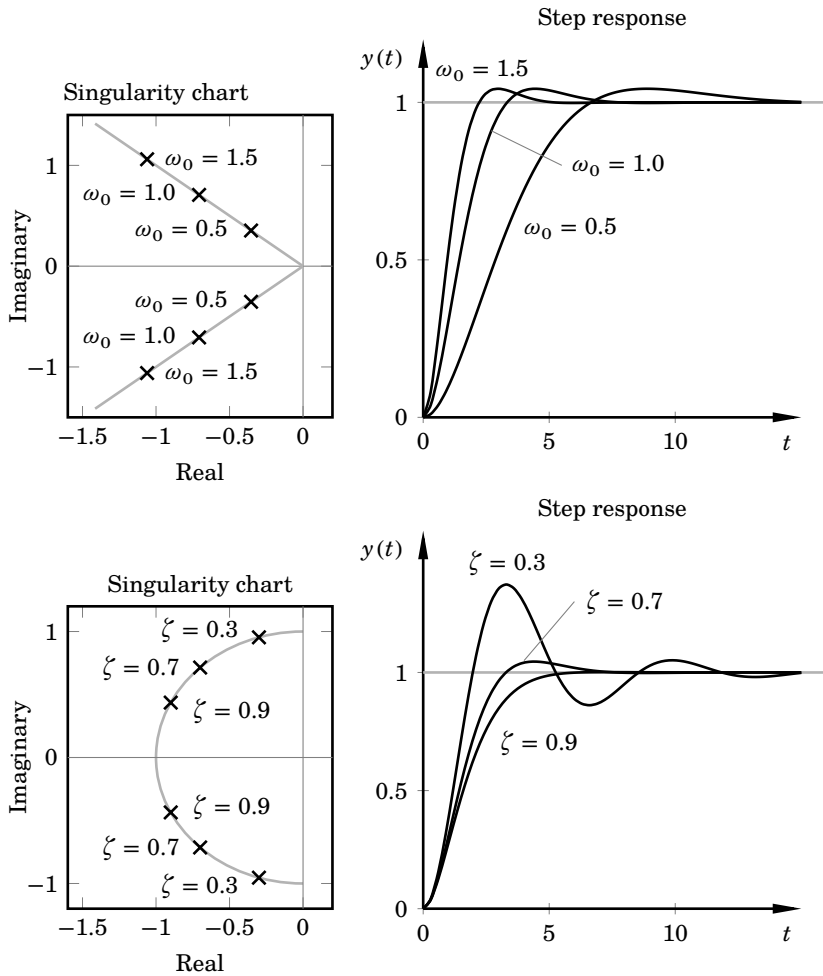 Step response
y(t)
ω₀ = 1.5
Singularity chart
1
1
ω₀ = 1.5
ω₀ = 1.0
ω₀ = 1.0
ω₀ = 0.5
ω₀ = 0.5
Imaginary
0
0.5
ω₀ = 0.5
ω₀ = 1.0
−1
ω₀ = 1.5
0
−1.5 −1 −0.5 0
0 5 10 t
Real
Step response
y(t)
ζ = 0.3
Singularity chart
ζ = 0.7
1
ζ = 0.3
ζ = 0.7
1
ζ = 0.9
ζ = 0.9
Imaginary
0
0.5
ζ = 0.9
ζ = 0.7
−1
ζ = 0.3
0
−1.5 −1 −0.5 0
0 5 10 t
Real